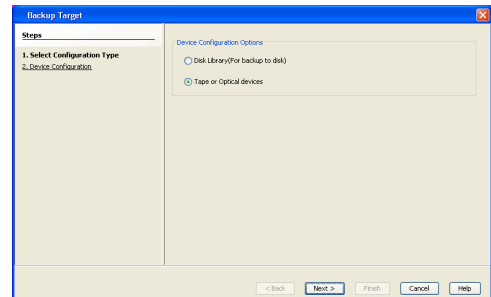 Backup Target
Steps
1. Select Configuration Type
2. Device Configuration
Device Configuration Options
Disk Library(For backup to disk)
Tape or Optical devices
< Back Next > Finish Cancel Help